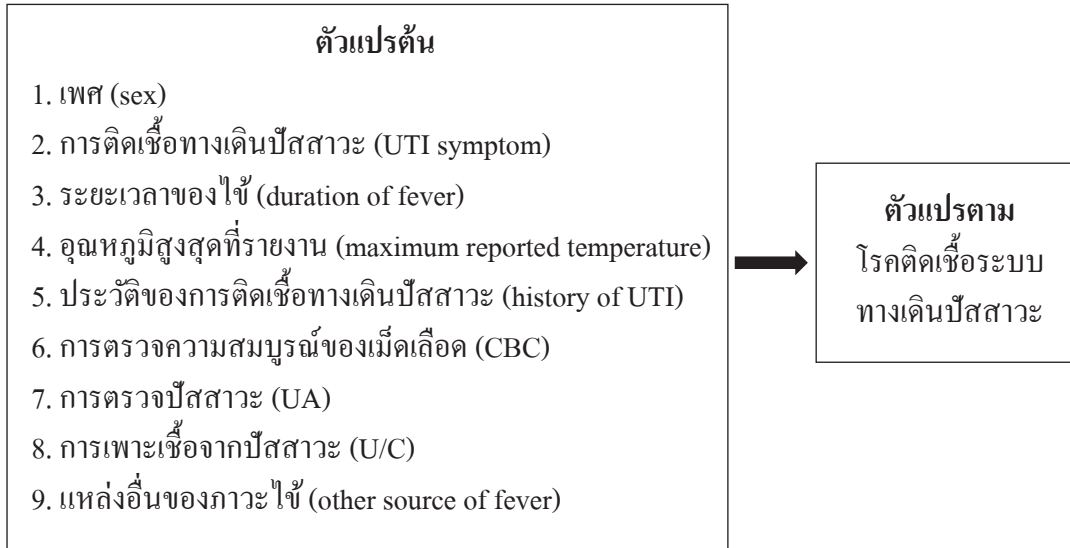 ตัวแปรต้น
1. เพศ (sex)
2. การติดเชื้อทางเดินปัสสาวะ (UTI symptom)
3. ระยะเวลาของไข้ (duration of fever)
4. อุณหภูมิสูงสุดที่รายงาน (maximum reported temperature)
5. ประวัติของการติดเชื้อทางเดินปัสสาวะ (history of UTI)
6. การตรวจความสมบูรณ์ของเม็ดเลือด (CBC)
7. การตรวจปัสสาวะ (UA)
8. การเพาะเชื้อจากปัสสาวะ (U/C)
9. แหล่งอื่นของภาวะไข้ (other source of fever)
ตัวแปรตาม
โรคติดเชื้อระบบ
ทางเดินปัสสาวะ